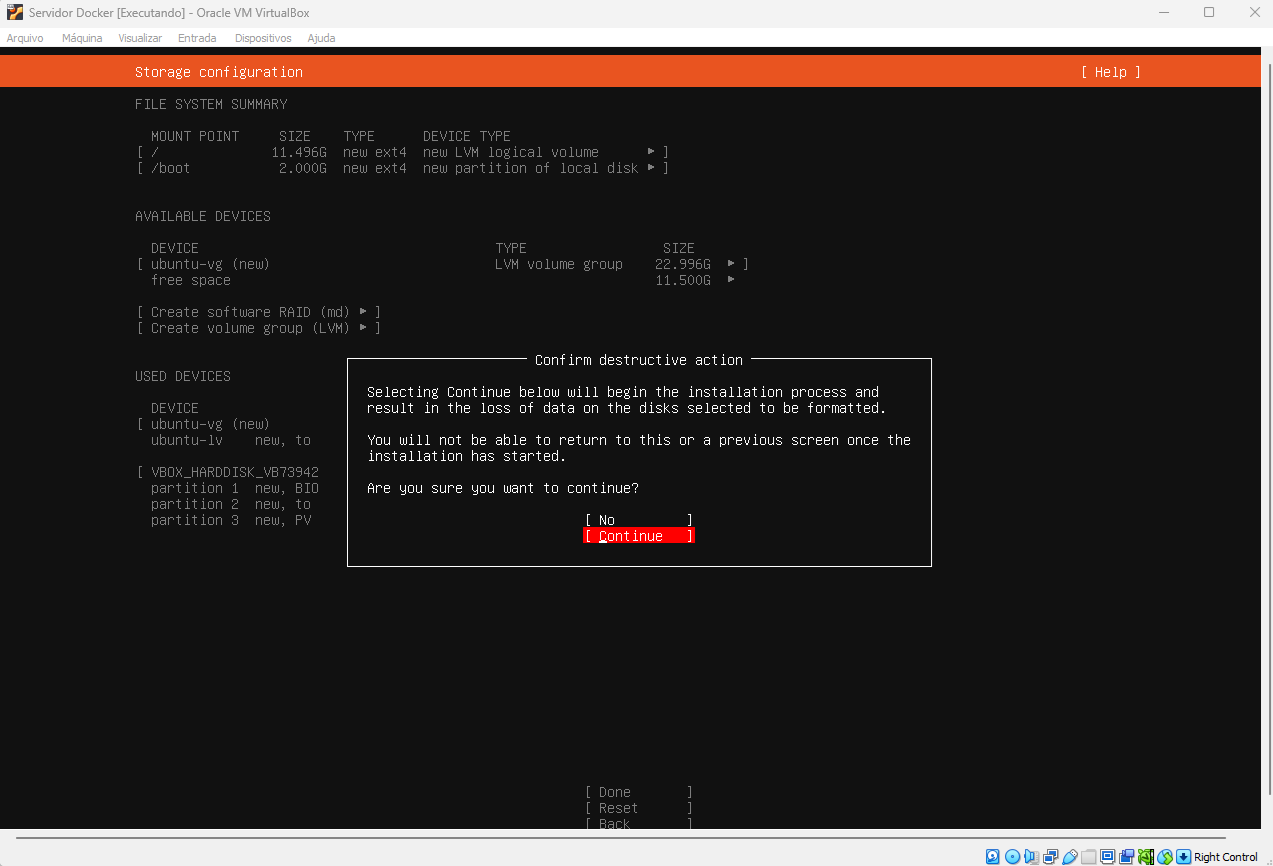 Servidor Docker [Executando] - Oracle VM VirtualBox
Arquivo Máquina Visualizar Entrada Dispositivos Ajuda
Storage configuration [ Help ]
FILE SYSTEM SUMMARY
MOUNT POINT SIZE TYPE DEVICE TYPE
[ / 11.496G new ext4 new LVM logical volume ▸ ]
[ /boot 2.000G new ext4 new partition of local disk ▸ ]
AVAILABLE DEVICES
DEVICE TYPE SIZE
[ ubuntu-vg (new) LVM volume group 22.996G ▸ ]
free space 11.500G ▸
[ Create software RAID (md) ▸ ]
[ Create volume group (LVM) ▸ ]
USED DEVICES
DEVICE
[ ubuntu-vg (new)
ubuntu-lv new, to
[ VBOX_HARDDISK_VB73942
partition 1 new, BIO
partition 2 new, to
partition 3 new, PV
Confirm destructive action
Selecting Continue below will begin the installation process and
result in the loss of data on the disks selected to be formatted.
You will not be able to return to this or a previous screen once the
installation has started.
Are you sure you want to continue?
[ No ]
[ Continue ]
[ Done ]
[ Reset ]
[ Back ]
Right Control